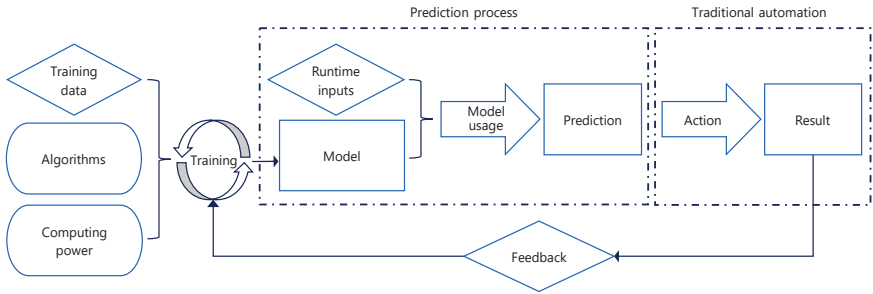 Prediction process
Traditional automation
Training
data
Algorithms
Computing
power
Training
Runtime
inputs
Model
Model
usage
Prediction
Action
Result
Feedback